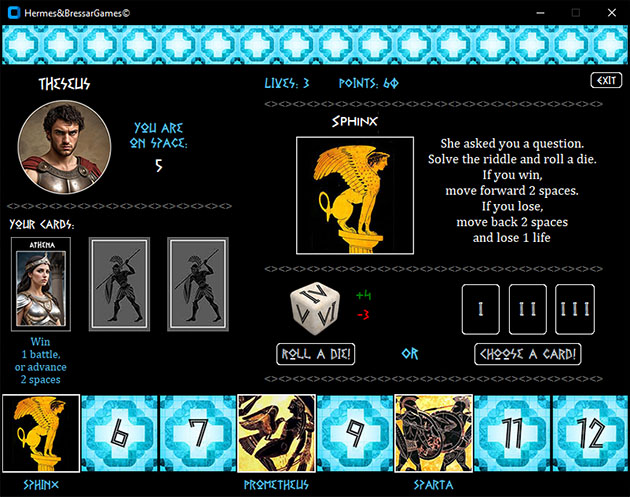 Hermes&BressarGames©
THESEUS
LIVES: 3
POINTS: 60
EXIT
YOU ARE
ON SPACE:
5
SPHINX
She asked you a question.
Solve the riddle and roll a die.
If you win,
move forward 2 spaces.
If you lose,
move back 2 spaces
and lose 1 life
YOUR CARDS:
ATHENA
Win
1 battle,
or advance
2 spaces
IV
V
VI
+4
-3
I
II
III
ROLL A DIE!
OR
CHOOSE A CARD!
6
7
9
11
12
SPHINX
PROMETHEUS
SPARTA